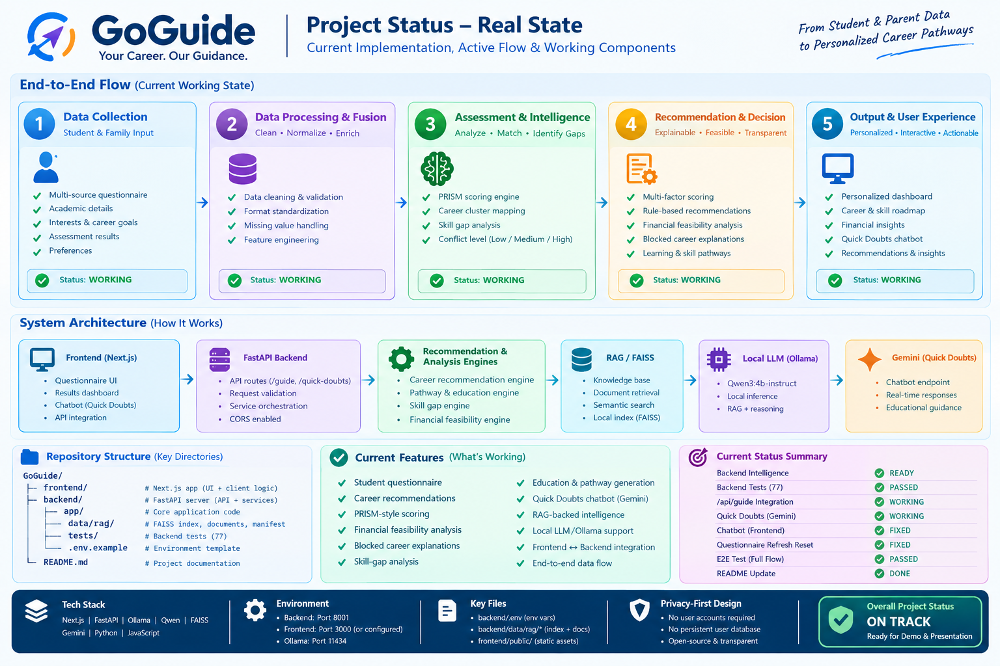 GoGuide
Your Career. Our Guidance.
Project Status – Real State
Current Implementation, Active Flow & Working Components
From Student & Parent Data
to Personalized Career Pathways
End-to-End Flow (Current Working State)
1
Data Collection
Student & Family Input
Multi-source questionnaire
Academic details
Interests & career goals
Assessment results
Preferences
Status: WORKING
2
Data Processing & Fusion
Clean • Normalize • Enrich
Data cleaning & validation
Format standardization
Missing value handling
Feature engineering
Status: WORKING
3
Assessment & Intelligence
Analyze • Match • Identify Gaps
PRISM scoring engine
Career cluster mapping
Skill gap analysis
Conflict level (Low / Medium / High)
Status: WORKING
4
Recommendation & Decision
Explainable • Feasible • Transparent
Multi-factor scoring
Rule-based recommendations
Financial feasibility analysis
Blocked career explanations
Learning & skill pathways
Status: WORKING
5
Output & User Experience
Personalized • Interactive • Actionable
Personalized dashboard
Career & skill roadmap
Financial insights
Quick Doubts chatbot
Recommendations & insights
Status: WORKING
System Architecture (How It Works)
Frontend (Next.js)
• Questionnaire UI
• Results dashboard
• Chatbot (Quick Doubts)
• API integration
FastAPI Backend
• API routes (/guide, /quick-doubts)
• Request validation
• Service orchestration
• CORS enabled
Recommendation &
Analysis Engines
• Career recommendation engine
• Pathway & education engine
• Skill gap engine
• Financial feasibility engine
RAG / FAISS
• Knowledge base
• Document retrieval
• Semantic search
• Local index (FAISS)
Local LLM (Ollama)
• Qwen3:4b-instruct
• Local inference
• RAG + reasoning
Gemini (Quick Doubts)
• Chatbot endpoint
• Real-time responses
• Educational guidance
Repository Structure (Key Directories)
GoGuide/
├─ frontend/ # Next.js app (UI + client logic)
├─ backend/ # FastAPI server (API + services)
│ ├── app/ # Core application code
│ ├── data/rag/ # FAISS index, documents, manifest
│ ├── tests/ # Backend tests (77)
│ └── .env.example # Environment template
└─ README.md # Project documentation
Current Features (What's Working)
Student questionnaire
Career recommendations
PRISM-style scoring
Financial feasibility analysis
Blocked career explanations
Skill-gap analysis
Education & pathway generation
Quick Doubts chatbot (Gemini)
RAG-backed intelligence
Local LLM/Ollama support
Frontend ↔ Backend integration
End-to-end data flow
Current Status Summary
Backend Intelligence READY
Backend Tests (77) PASSED
/api/guide Integration WORKING
Quick Doubts (Gemini) WORKING
Chatbot (Frontend) FIXED
Questionnaire Refresh Reset FIXED
E2E Test (Full Flow) PASSED
README Update DONE
Tech Stack
Next.js | FastAPI | Ollama | Qwen | FAISS
Gemini | Python | JavaScript
Environment
• Backend: Port 8001
• Frontend: Port 3000 (or configured)
• Ollama: Port 11434
Key Files
• backend/.env (env vars)
• backend/data/rag/* (index + docs)
• frontend/public/ (static assets)
Privacy-First Design
• No user accounts required
• No persistent user database
• Open-source & transparent
Overall Project Status
ON TRACK
Ready for Demo & Presentation